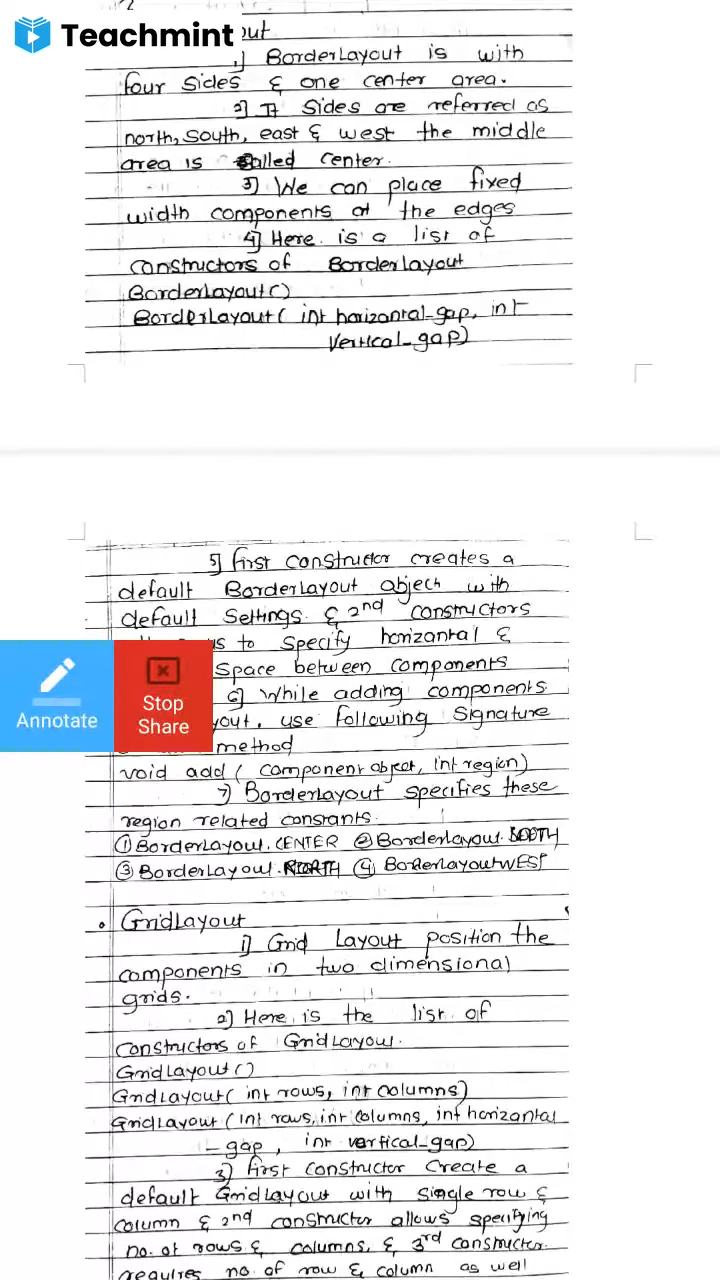 Teachmint
out
1) BorderLayout is with
four sides & one center area.
2) It sides are referred as
north, south, east & west the middle
area is called center.
3) We can place fixed
width components at the edges
4) Here is a list of
constructors of BorderLayout
BorderLayout()
BorderLayout( int horizantal_gap, int
vertical_gap)
5) first constructor creates a
default BorderLayout object with
default settings & 2nd constructors
us to specify horizantal &
space between components
6) While adding components
yout, use following signature
method
void add( component object, int region)
7) BorderLayout specifies these
region related constants.
① BorderLayout.CENTER ② BorderLayout.SOUTH
③ BorderLayout.NORTH ④ BorderLayoutWEST
Annotate
Stop
Share
• GridLayout
1) Grid Layout position the
components in two dimensional
grids.
2) Here is the list of
constructors of GridLayout.
GridLayout()
GridLayout( int rows, int columns)
GridLayout (int rows, int columns, int horizantal
_gap, int vertical_gap)
3) first constructor create a
default GridLayout with single row &
column & 2nd constructor allows specifying
no. of rows & columns, & 3rd constructor
requires no. of row & column as well